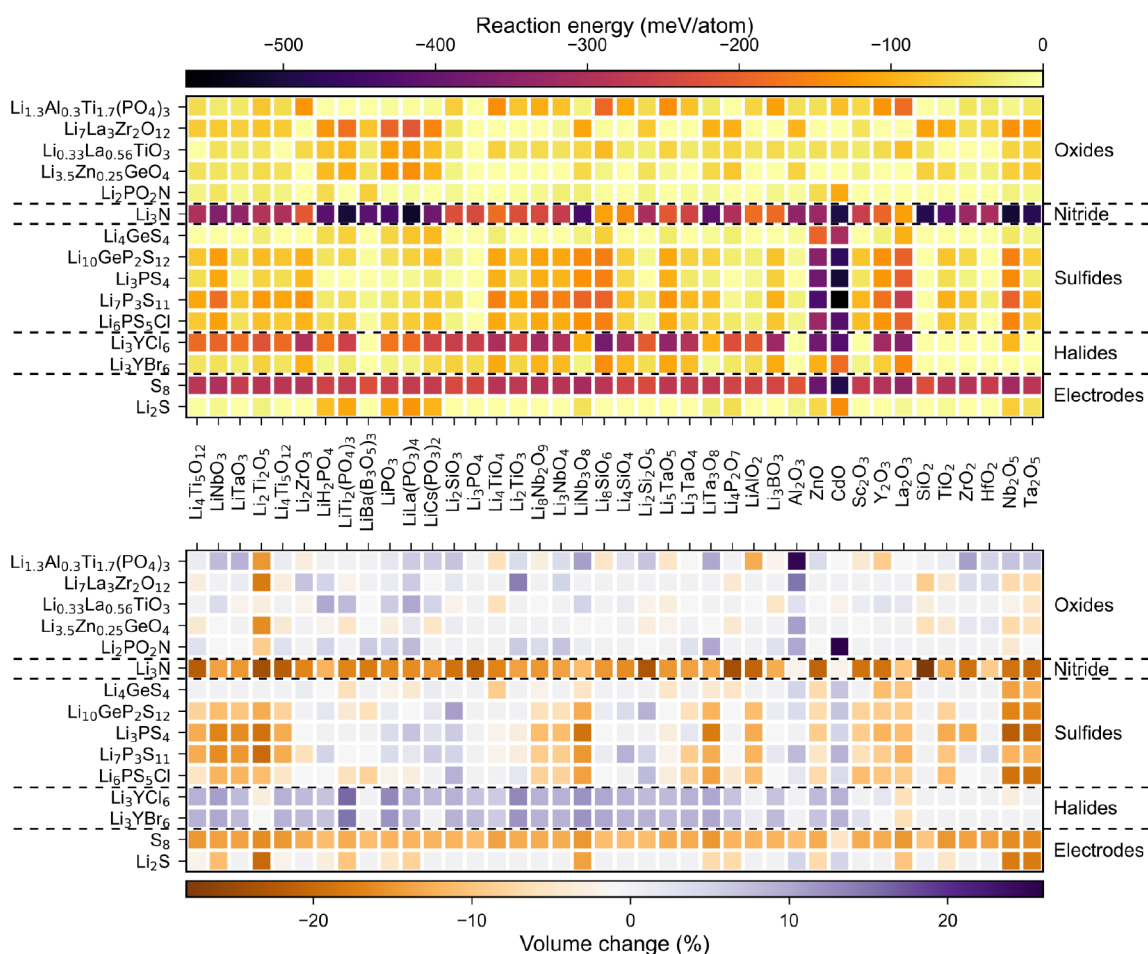 Reaction energy (meV/atom)
−500 −400 −300 −200 −100 0
Li1.3Al0.3Ti1.7(PO4)3
Li7La3Zr2O12
Li0.33La0.56TiO3
Li3.5Zn0.25GeO4
Li2PO2N
Oxides
Li3N
Nitride
Li4GeS4
Li10GeP2S12
Li3PS4
Li7P3S11
Li6PS5Cl
Sulfides
Li3YCl6
Li3YBr6
Halides
S8
Li2S
Electrodes
Li4Ti5O12
LiNbO3
LiTaO3
Li2Ti2O5
Li4Ti5O12
Li2ZrO3
LiH2PO4
LiTi2(PO4)3
LiBa(B3O5)3
LiPO3
LiLa(PO3)4
LiCs(PO3)2
Li2SiO3
Li3PO4
Li4TiO4
Li2TiO3
Li8Nb2O9
Li3NbO4
LiNb3O8
Li8SiO6
Li4SiO4
Li2Si2O5
Li5TaO5
Li3TaO4
LiTa3O8
Li4P2O7
LiAlO2
Li3BO3
Al2O3
ZnO
CdO
Sc2O3
Y2O3
La2O3
SiO2
TiO2
ZrO2
HfO2
Nb2O5
Ta2O5
Li1.3Al0.3Ti1.7(PO4)3
Li7La3Zr2O12
Li0.33La0.56TiO3
Li3.5Zn0.25GeO4
Li2PO2N
Oxides
Li3N
Nitride
Li4GeS4
Li10GeP2S12
Li3PS4
Li7P3S11
Li6PS5Cl
Sulfides
Li3YCl6
Li3YBr6
Halides
S8
Li2S
Electrodes
−20 −10 0 10 20
Volume change (%)